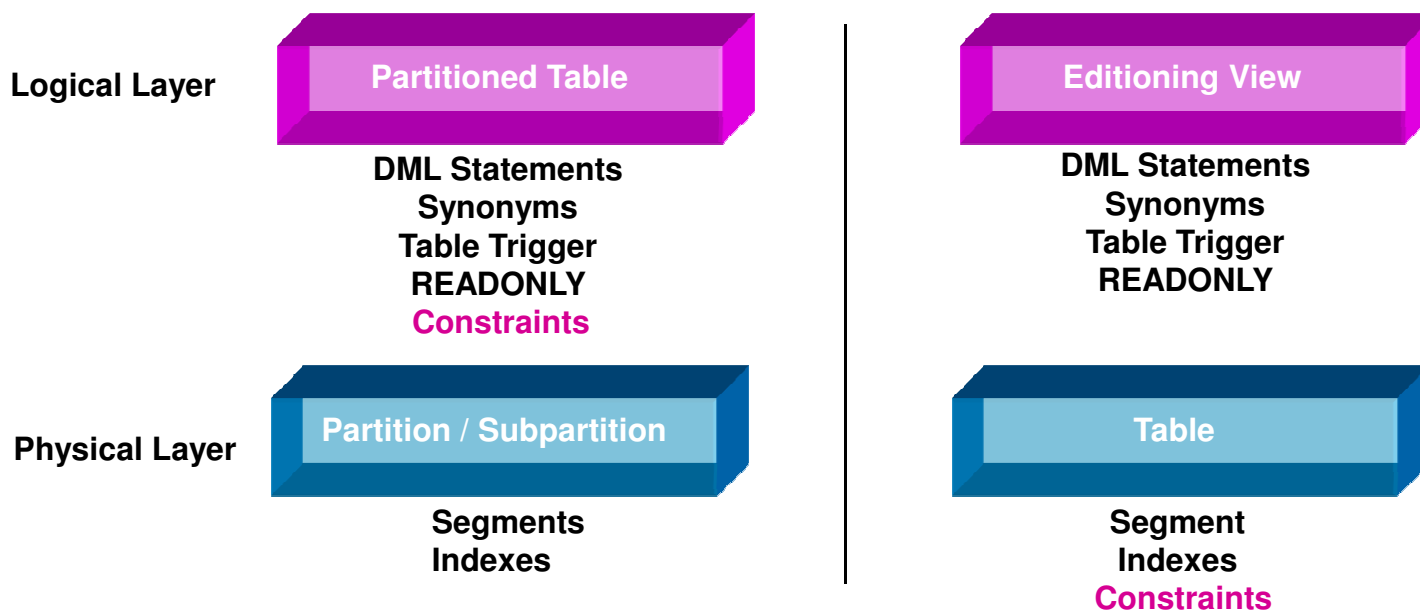 Logical Layer
Partitioned Table
DML Statements
Synonyms
Table Trigger
READONLY
Constraints
Editioning View
DML Statements
Synonyms
Table Trigger
READONLY
Physical Layer
Partition / Subpartition
Segments
Indexes
Table
Segment
Indexes
Constraints